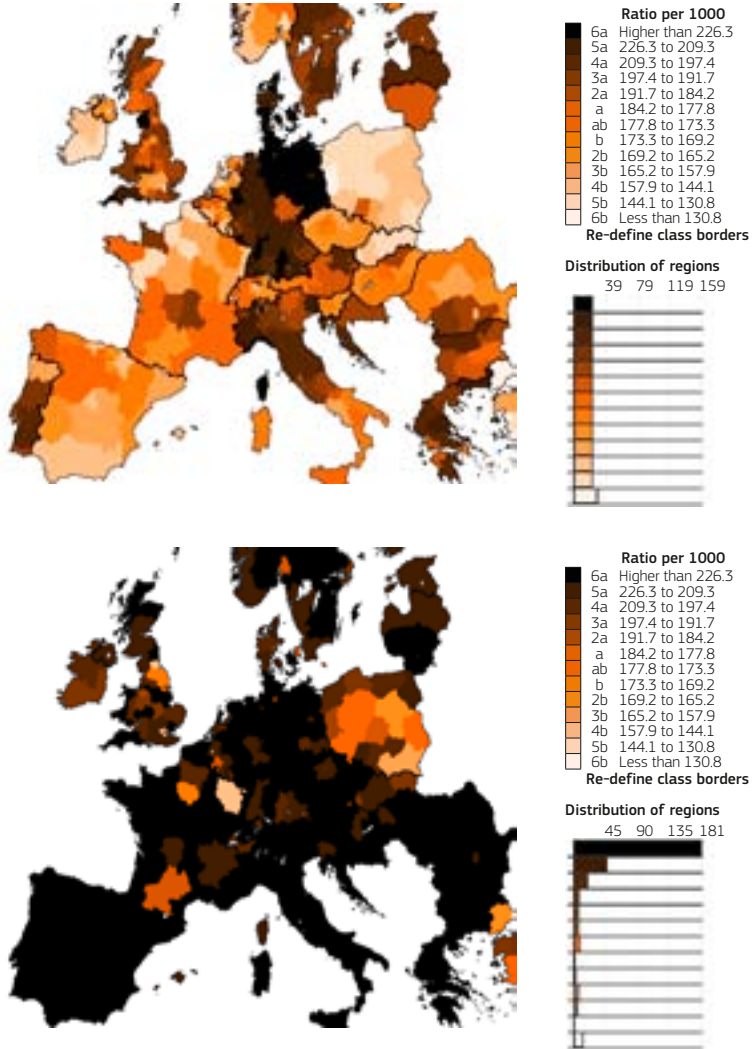 Ratio per 1000
6a Higher than 226.3
5a 226.3 to 209.3
4a 209.3 to 197.4
3a 197.4 to 191.7
2a 191.7 to 184.2
a 184.2 to 177.8
ab 177.8 to 173.3
b 173.3 to 169.2
2b 169.2 to 165.2
3b 165.2 to 157.9
4b 157.9 to 144.1
5b 144.1 to 130.8
6b Less than 130.8
Re-define class borders
Distribution of regions
39 79 119 159
Ratio per 1000
6a Higher than 226.3
5a 226.3 to 209.3
4a 209.3 to 197.4
3a 197.4 to 191.7
2a 191.7 to 184.2
a 184.2 to 177.8
ab 177.8 to 173.3
b 173.3 to 169.2
2b 169.2 to 165.2
3b 165.2 to 157.9
4b 157.9 to 144.1
5b 144.1 to 130.8
6b Less than 130.8
Re-define class borders
Distribution of regions
45 90 135 181